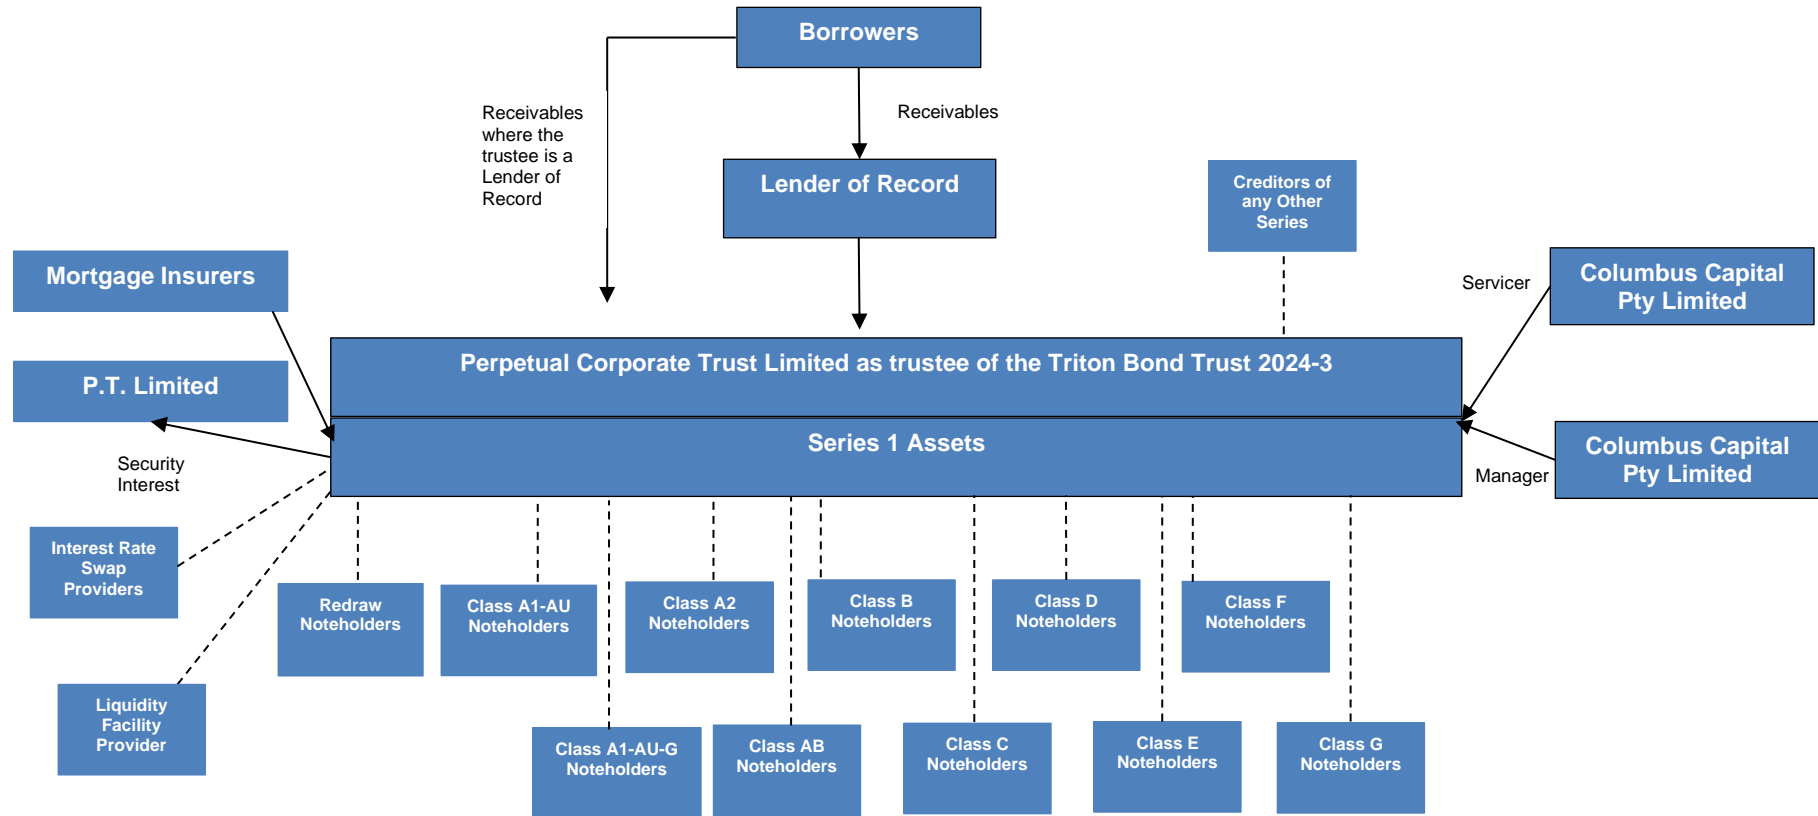 Borrowers
Receivables
where the
trustee is a
Lender of
Record
Receivables
Lender of Record
Creditors of
any Other
Series
Mortgage Insurers
Servicer
Columbus Capital
Pty Limited
P.T. Limited
Perpetual Corporate Trust Limited as trustee of the Triton Bond Trust 2024-3
Series 1 Assets
Security
Interest
Manager
Columbus Capital
Pty Limited
Interest Rate
Swap
Providers
Redraw
Noteholders
Class A1-AU
Noteholders
Class A2
Noteholders
Class B
Noteholders
Class D
Noteholders
Class F
Noteholders
Liquidity
Facility
Provider
Class A1-AU-G
Noteholders
Class AB
Noteholders
Class C
Noteholders
Class E
Noteholders
Class G
Noteholders